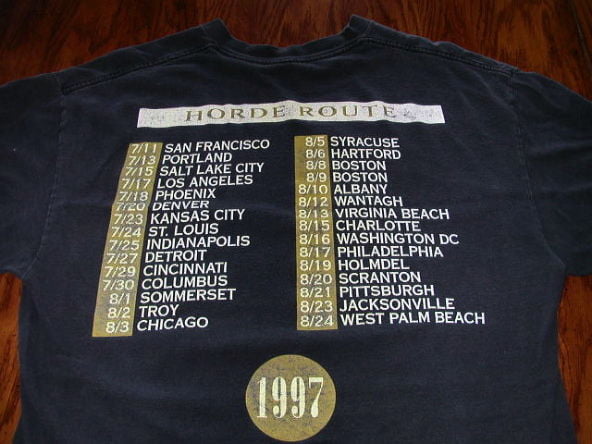 HORDE ROUTE
7/11 SAN FRANCISCO
7/13 PORTLAND
7/15 SALT LAKE CITY
7/17 LOS ANGELES
7/18 PHOENIX
7/20 DENVER
7/23 KANSAS CITY
7/24 ST. LOUIS
7/25 INDIANAPOLIS
7/27 DETROIT
7/29 CINCINNATI
7/30 COLUMBUS
8/1 SOMMERSET
8/2 TROY
8/3 CHICAGO
8/5 SYRACUSE
8/6 HARTFORD
8/8 BOSTON
8/9 BOSTON
8/10 ALBANY
8/12 WANTAGH
8/13 VIRGINIA BEACH
8/15 CHARLOTTE
8/16 WASHINGTON DC
8/17 PHILADELPHIA
8/19 HOLMDEL
8/20 SCRANTON
8/21 PITTSBURGH
8/23 JACKSONVILLE
8/24 WEST PALM BEACH
1997